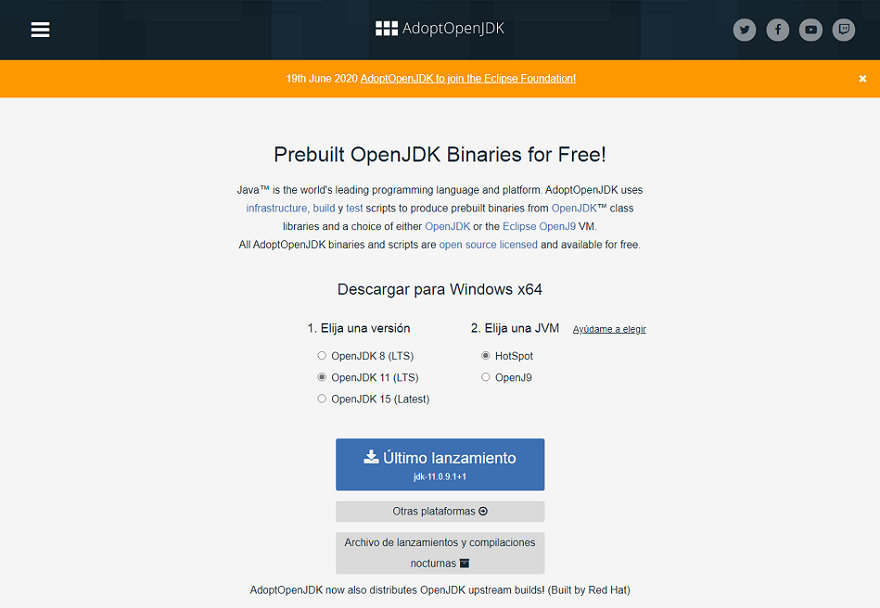 AdoptOpenJDK
19th June 2020 AdoptOpenJDK to join the Eclipse Foundation!
×
Prebuilt OpenJDK Binaries for Free!
Java™ is the world's leading programming language and platform. AdoptOpenJDK uses
infrastructure, build y test scripts to produce prebuilt binaries from OpenJDK™ class
libraries and a choice of either OpenJDK or the Eclipse OpenJ9 VM.
All AdoptOpenJDK binaries and scripts are open source licensed and available for free.
Descargar para Windows x64
1. Elija una versión
OpenJDK 8 (LTS)
OpenJDK 11 (LTS)
OpenJDK 15 (Latest)
2. Elija una JVM Ayúdame a elegir
HotSpot
OpenJ9
Último lanzamiento
jdk-11.0.9.1+1
Otras plataformas
Archivo de lanzamientos y compilaciones
nocturnas
AdoptOpenJDK now also distributes OpenJDK upstream builds! (Built by Red Hat)